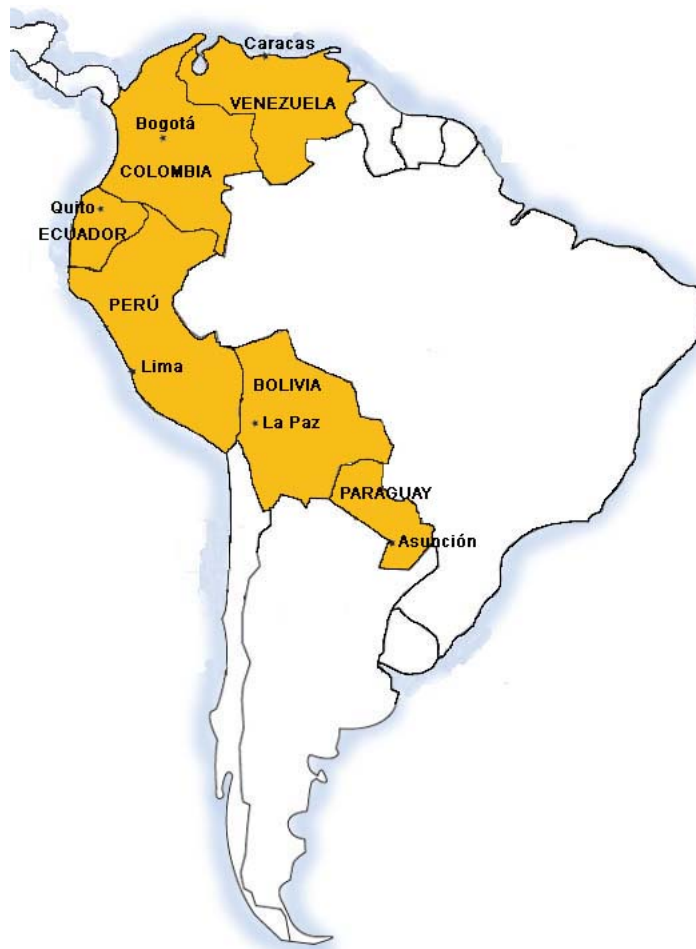 Caracas
VENEZUELA
Bogotá
COLOMBIA
Quito
ECUADOR
PERÚ
Lima
BOLIVIA
La Paz
PARAGUAY
Asunción